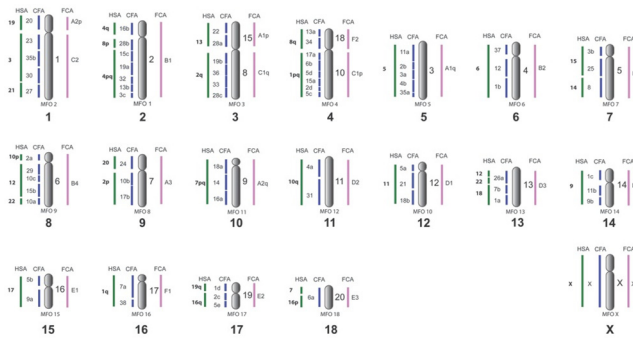 HSA CFA FCA
19 20 A2p
23
3 35b 1 C2
33
21 30
27
MFO 2
1
HSA CFA FCA
4q 16b
8p 28b
15c 2 B1
18a
4pq 32
13b
3c
MFO 1
2
HSA CFA FCA
13 22 15 A1p
28a
19b
2q 36 8 C1q
33
28c
MFO 3
3
HSA CFA FCA
8q 13a 18 F2
34
17a
1pq 6b 10 C1p
5b
15a
2d
5c
MFO 4
4
HSA CFA FCA
11a
5 2b 3 A1q
3a
4b
35a
MFO 5
5
HSA CFA FCA
37
6 12 4 B2
1b
MFO 6
6
HSA CFA FCA
15 3b 5
30
14 8
MFO 7
7
HSA CFA FCA
10p 2a
29
12 10c 6 B4
15b
22 10a
MFO 9
8
HSA CFA FCA
20 24
2p 10b 7 A3
17b
MFO 8
9
HSA CFA FCA
18a
7pq 14 9 A2q
16a
MFO 11
10
HSA CFA FCA
10q 4a 11 D2
31
MFO 12
11
HSA CFA FCA
5a
11 21 12 D1
18b
MFO 10
12
HSA CFA FCA
12 26a
22 13 D3
18 7b
1a
MFO 13
13
HSA CFA FCA
9 1c 14
11b
9b
MFO 14
14
HSA CFA FCA
17 5b 16 E1
9a
MFO 15
15
HSA CFA FCA
1q 7a 17 F1
38
MFO 16
16
HSA CFA FCA
19q 1d
2c 19 E2
16q 5e
MFO 17
17
HSA CFA FCA
7
16p 6a 20 E3
MFO 18
18
HSA CFA FCA
X X X
MFO X
X